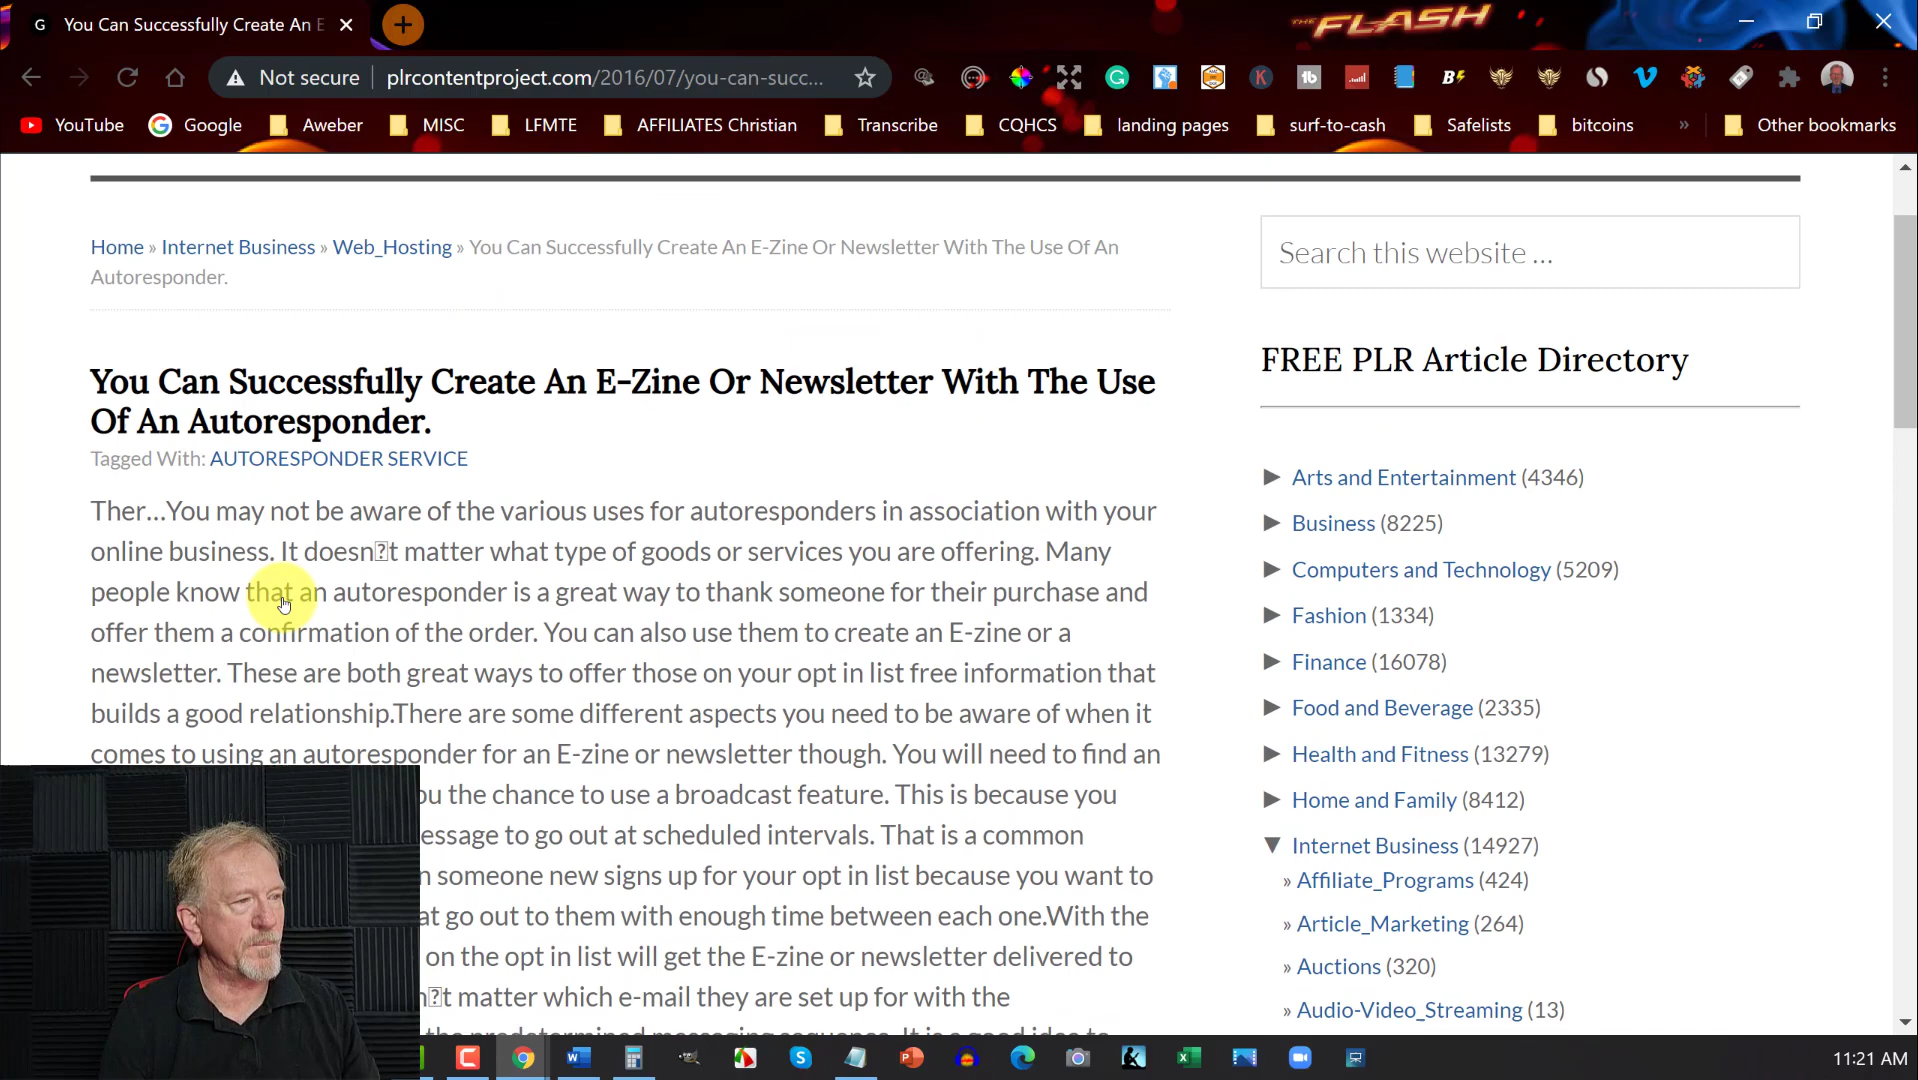 You Can Successfully Create An E
THE FLASH
Not secure plrcontentproject.com/2016/07/you-can-succ...
YouTube Google Aweber MISC LFMTE AFFILIATES Christian Transcribe CQHCS landing pages surf-to-cash Safelists bitcoins » Other bookmarks
Home » Internet Business » Web_Hosting » You Can Successfully Create An E-Zine Or Newsletter With The Use Of An
Autoresponder.
You Can Successfully Create An E-Zine Or Newsletter With The Use
Of An Autoresponder.
Tagged With: AUTORESPONDER SERVICE
Ther...You may not be aware of the various uses for autoresponders in association with your
online business. It doesn�t matter what type of goods or services you are offering. Many
people know that an autoresponder is a great way to thank someone for their purchase and
offer them a confirmation of the order. You can also use them to create an E-zine or a
newsletter. These are both great ways to offer those on your opt in list free information that
builds a good relationship.There are some different aspects you need to be aware of when it
comes to using an autoresponder for an E-zine or newsletter though. You will need to find an
ou the chance to use a broadcast feature. This is because you
essage to go out at scheduled intervals. That is a common
n someone new signs up for your opt in list because you want to
at go out to them with enough time between each one.With the
on the opt in list will get the E-zine or newsletter delivered to
n�t matter which e-mail they are set up for with the
the predetermined messaging sequence. It is a good idea to
Search this website ...
FREE PLR Article Directory
Arts and Entertainment (4346)
Business (8225)
Computers and Technology (5209)
Fashion (1334)
Finance (16078)
Food and Beverage (2335)
Health and Fitness (13279)
Home and Family (8412)
Internet Business (14927)
» Affiliate_Programs (424)
» Article_Marketing (264)
» Auctions (320)
» Audio-Video_Streaming (13)
11:21 AM